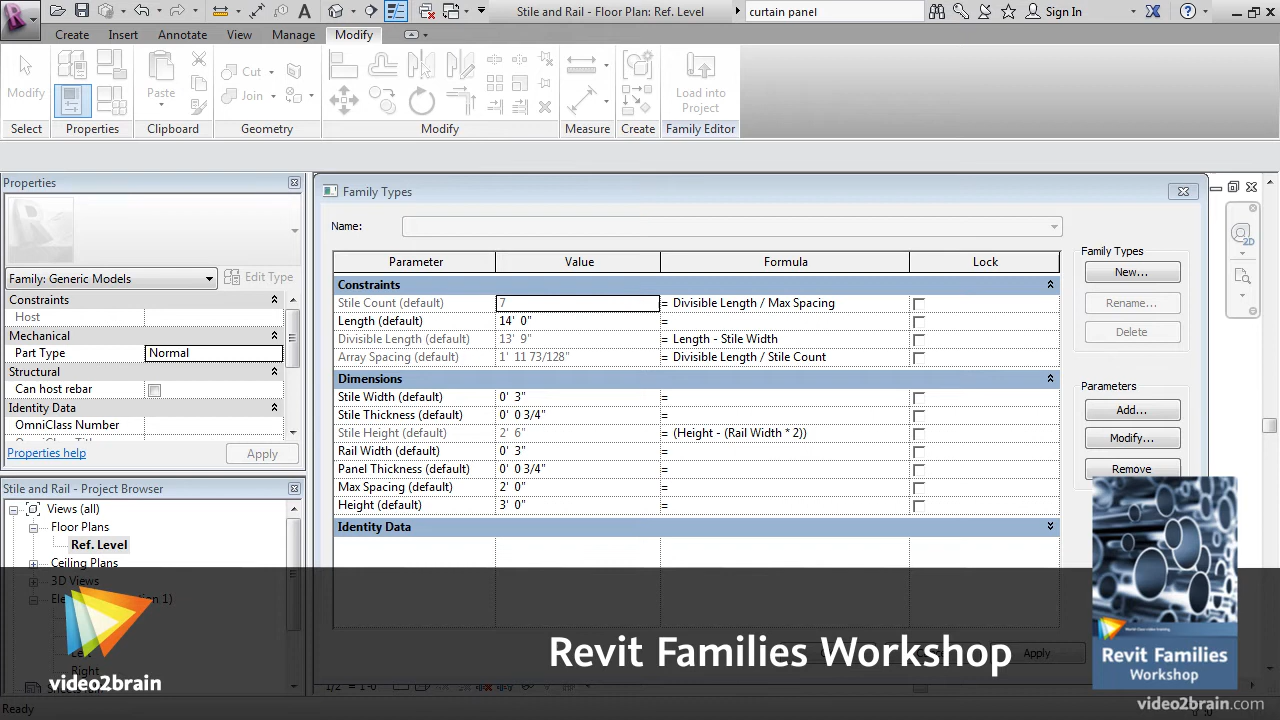 Stile and Rail - Floor Plan: Ref. Level
curtain panel
Sign In
Create Insert Annotate View Manage Modify
Modify
Paste
Cut
Join
Load into
Project
Select Properties Clipboard Geometry Modify Measure Create Family Editor
Properties
Family: Generic Models
Edit Type
Constraints
Host
Mechanical
Part Type Normal
Structural
Can host rebar
Identity Data
OmniClass Number
Properties help
Apply
Stile and Rail - Project Browser
Views (all)
Floor Plans
Ref. Level
Ceiling Plans
3D Views
Right
Family Types
Name:
Parameter Value Formula Lock
Constraints
Stile Count (default) 7 = Divisible Length / Max Spacing
Length (default) 14' 0" =
Divisible Length (default) 13' 9" = Length - Stile Width
Array Spacing (default) 1' 11 73/128" = Divisible Length / Stile Count
Dimensions
Stile Width (default) 0' 3" =
Stile Thickness (default) 0' 0 3/4" =
Stile Height (default) 2' 6" = (Height - (Rail Width * 2))
Rail Width (default) 0' 3" =
Panel Thickness (default) 0' 0 3/4" =
Max Spacing (default) 2' 0" =
Height (default) 3' 0" =
Identity Data
Family Types
New...
Rename...
Delete
Parameters
Add...
Modify...
Remove
Apply
Revit Families Workshop
video2brain
Revit Families
Workshop
video2brain.com
Ready